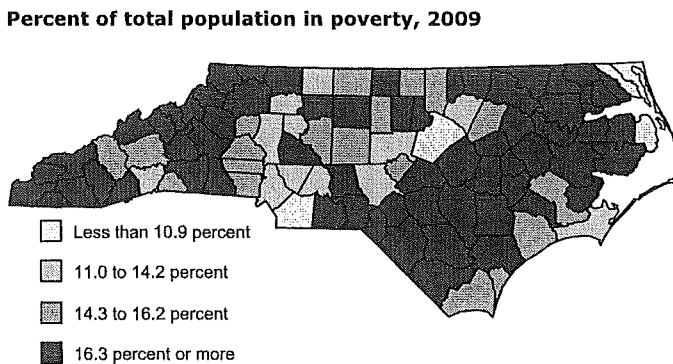 Percent of total population in poverty, 2009
Less than 10.9 percent
11.0 to 14.2 percent
14.3 to 16.2 percent
16.3 percent or more